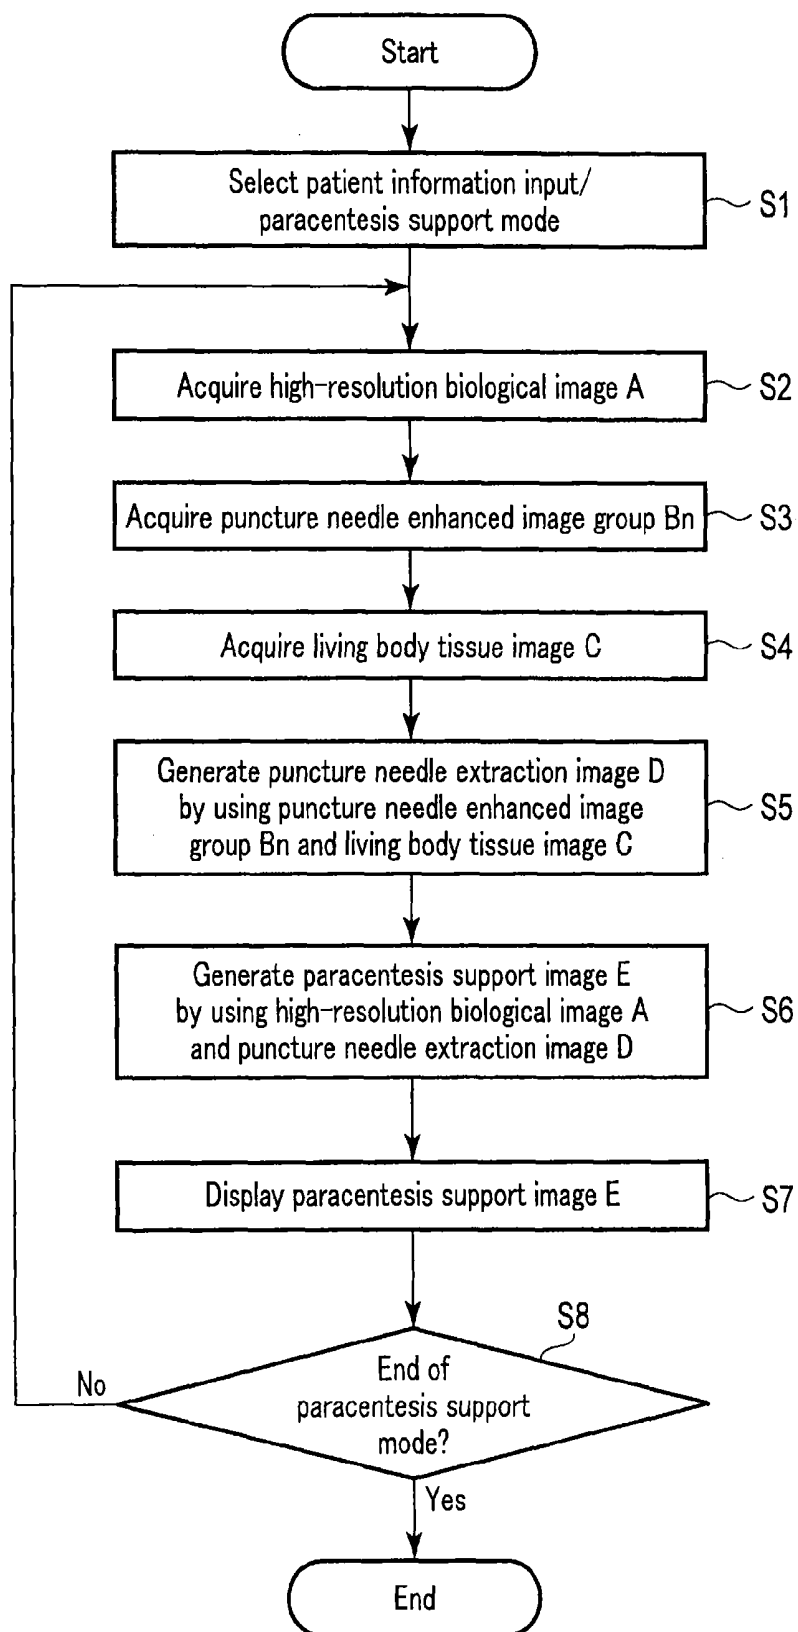 Start
Select patient information input/
paracentesis support mode
S1
Acquire high-resolution biological image A
S2
Acquire puncture needle enhanced image group Bn
S3
Acquire living body tissue image C
S4
Generate puncture needle extraction image D
by using puncture needle enhanced image
group Bn and living body tissue image C
S5
Generate paracentesis support image E
by using high-resolution biological image A
and puncture needle extraction image D
S6
Display paracentesis support image E
S7
S8
End of
paracentesis support
mode?
No
Yes
End